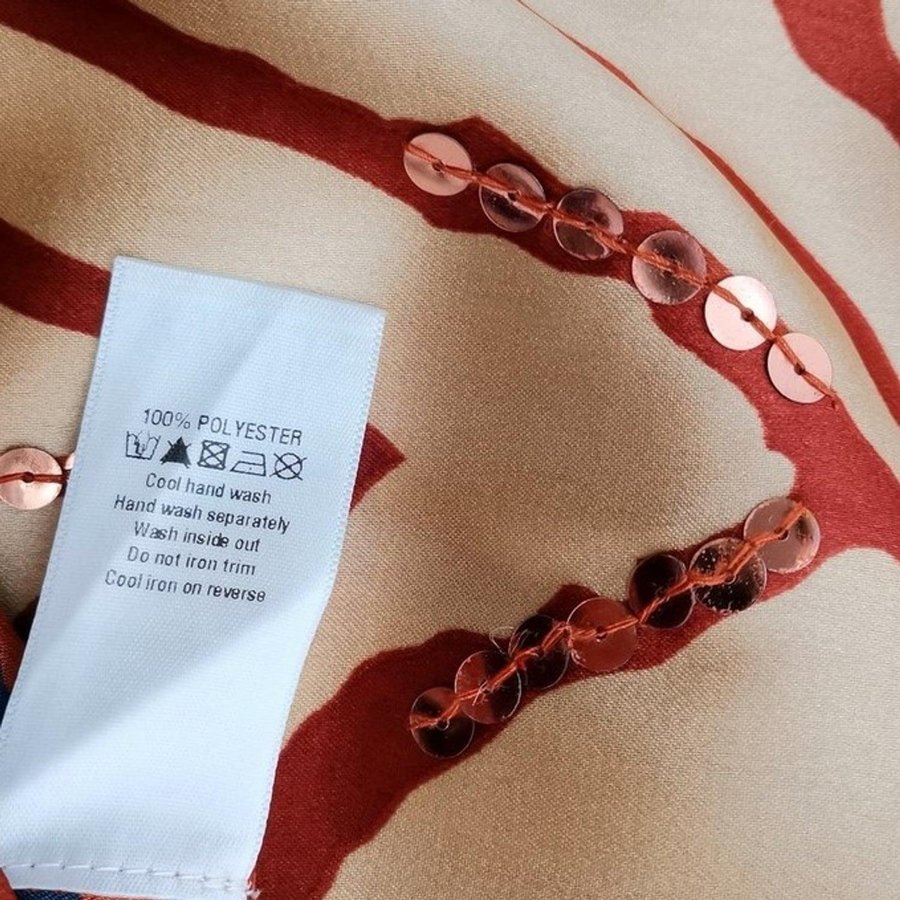 100% POLYESTER
Cool hand wash
Hand wash separately
Wash inside out
Do not iron trim
Cool iron on reverse